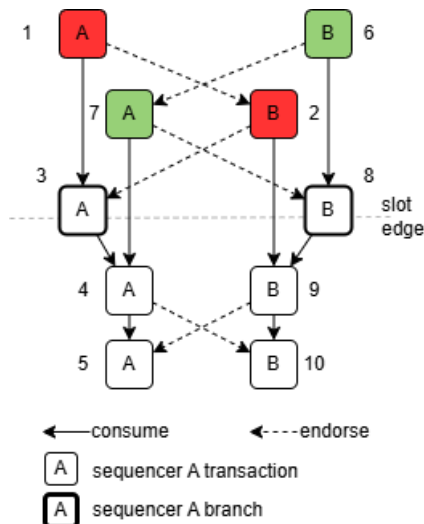 1 A B 6
7 A B 2
3 A B 8
slot
edge
4 A B 9
5 A B 10
consume endorse
A sequencer A transaction
A sequencer A branch